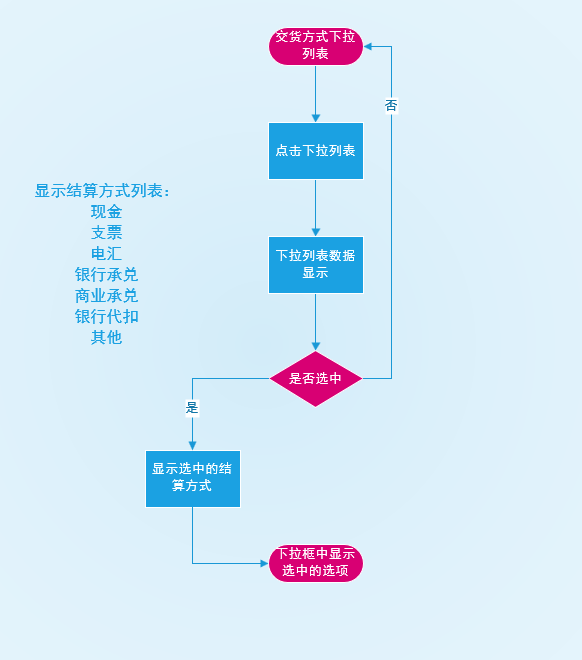 交货方式下拉
列表
否
点击下拉列表
显示结算方式列表：
现金
支票
电汇
银行承兑
商业承兑
银行代扣
其他
下拉列表数据
显示
是否选中
是
显示选中的结
算方式
下拉框中显示
选中的选项